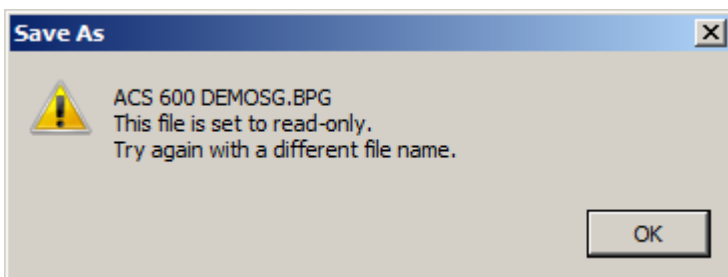 Save As
ACS 600 DEMOSG.BPG
This file is set to read-only.
Try again with a different file name.
OK